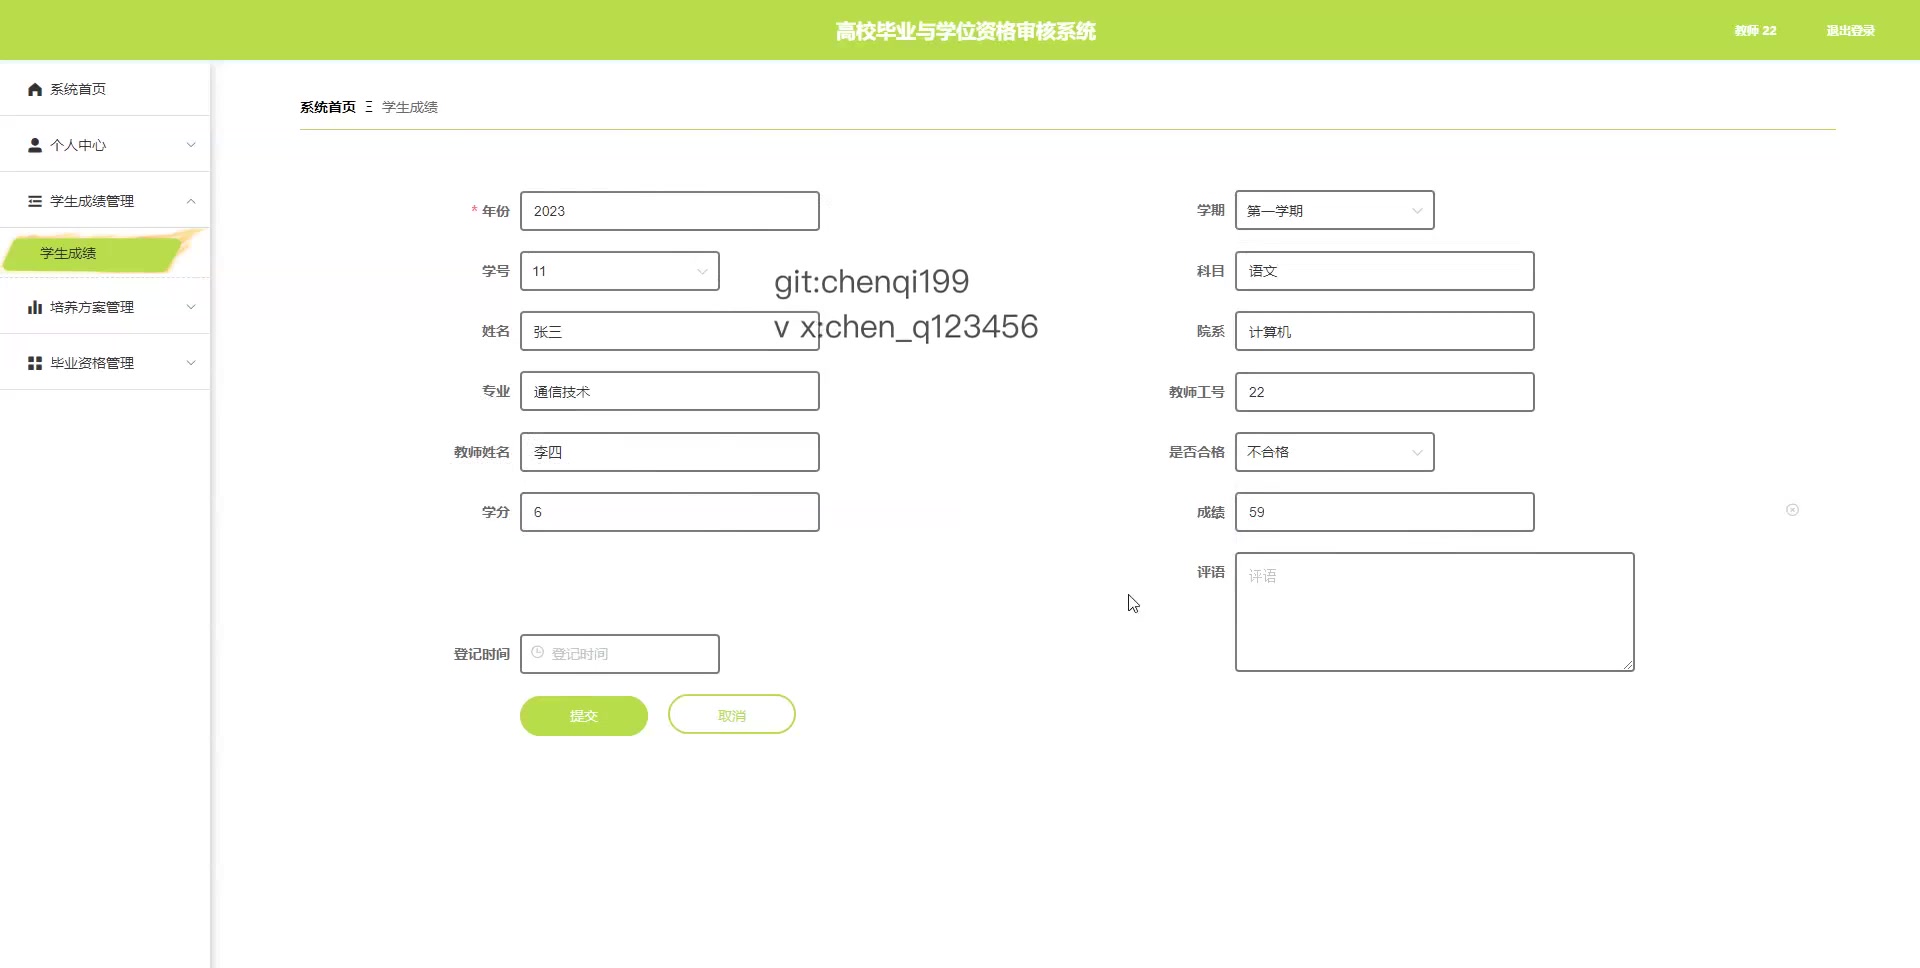 高校毕业与学位资格审核系统
教师 22
退出登录
系统首页
个人中心
学生成绩管理
学生成绩
培养方案管理
毕业资格管理
系统首页 Ξ 学生成绩
* 年份 2023
学期 第一学期
学号 11
科目 语文
姓名 张三
院系 计算机
专业 通信技术
教师工号 22
教师姓名 李四
是否合格 不合格
学分 6
成绩 59
评语 评语
登记时间 登记时间
提交
取消
git:chenqi199
v x:chen_q123456